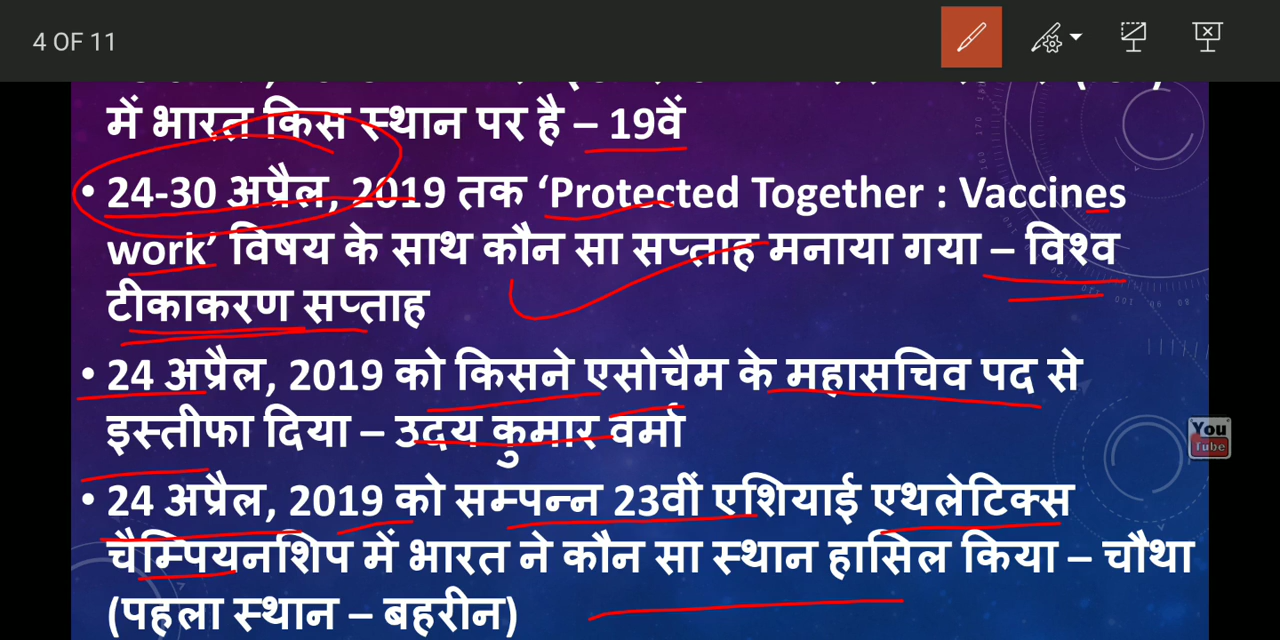 4 OF 11
में भारत किस स्थान पर है – 19वें
• 24-30 अप्रैल, 2019 तक ‘Protected Together : Vaccines
work’ विषय के साथ कौन सा सप्ताह मनाया गया – विश्व
टीकाकरण सप्ताह
• 24 अप्रैल, 2019 को किसने एसोचैम के महासचिव पद से
इस्तीफा दिया – उदय कुमार वर्मा
• 24 अप्रैल, 2019 को सम्पन्न 23वीं एशियाई एथलेटिक्स
चैम्पियनशिप में भारत ने कौन सा स्थान हासिल किया – चौथा
(पहला स्थान – बहरीन)
You
Tube